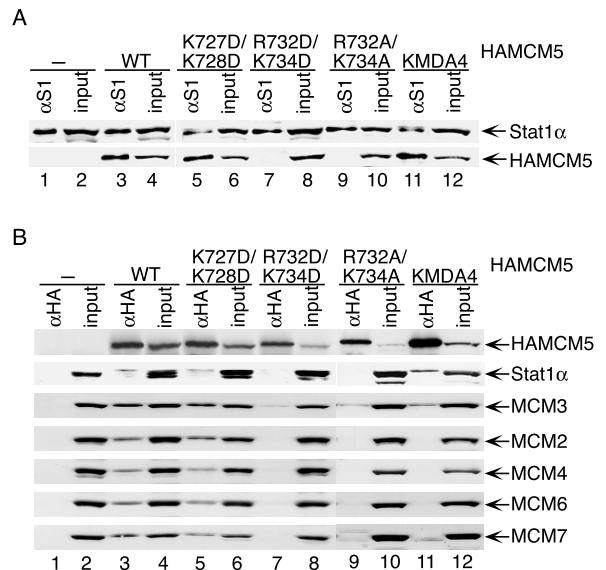 A
K727D/ R732D/ R732A/
HAMCM5
– WT K728D K734D K734A KMDA4
αS1 input αS1 input αS1 input αS1 input αS1 input αS1 input
Stat1α
HAMCM5
1 2 3 4 5 6 7 8 9 10 11 12
B
K727D/ R732D/ R732A/
HAMCM5
– WT K728D K734D K734A KMDA4
αHA input αHA input αHA input αHA input αHA input αHA input
HAMCM5
Stat1α
MCM3
MCM2
MCM4
MCM6
MCM7
1 2 3 4 5 6 7 8 9 10 11 12